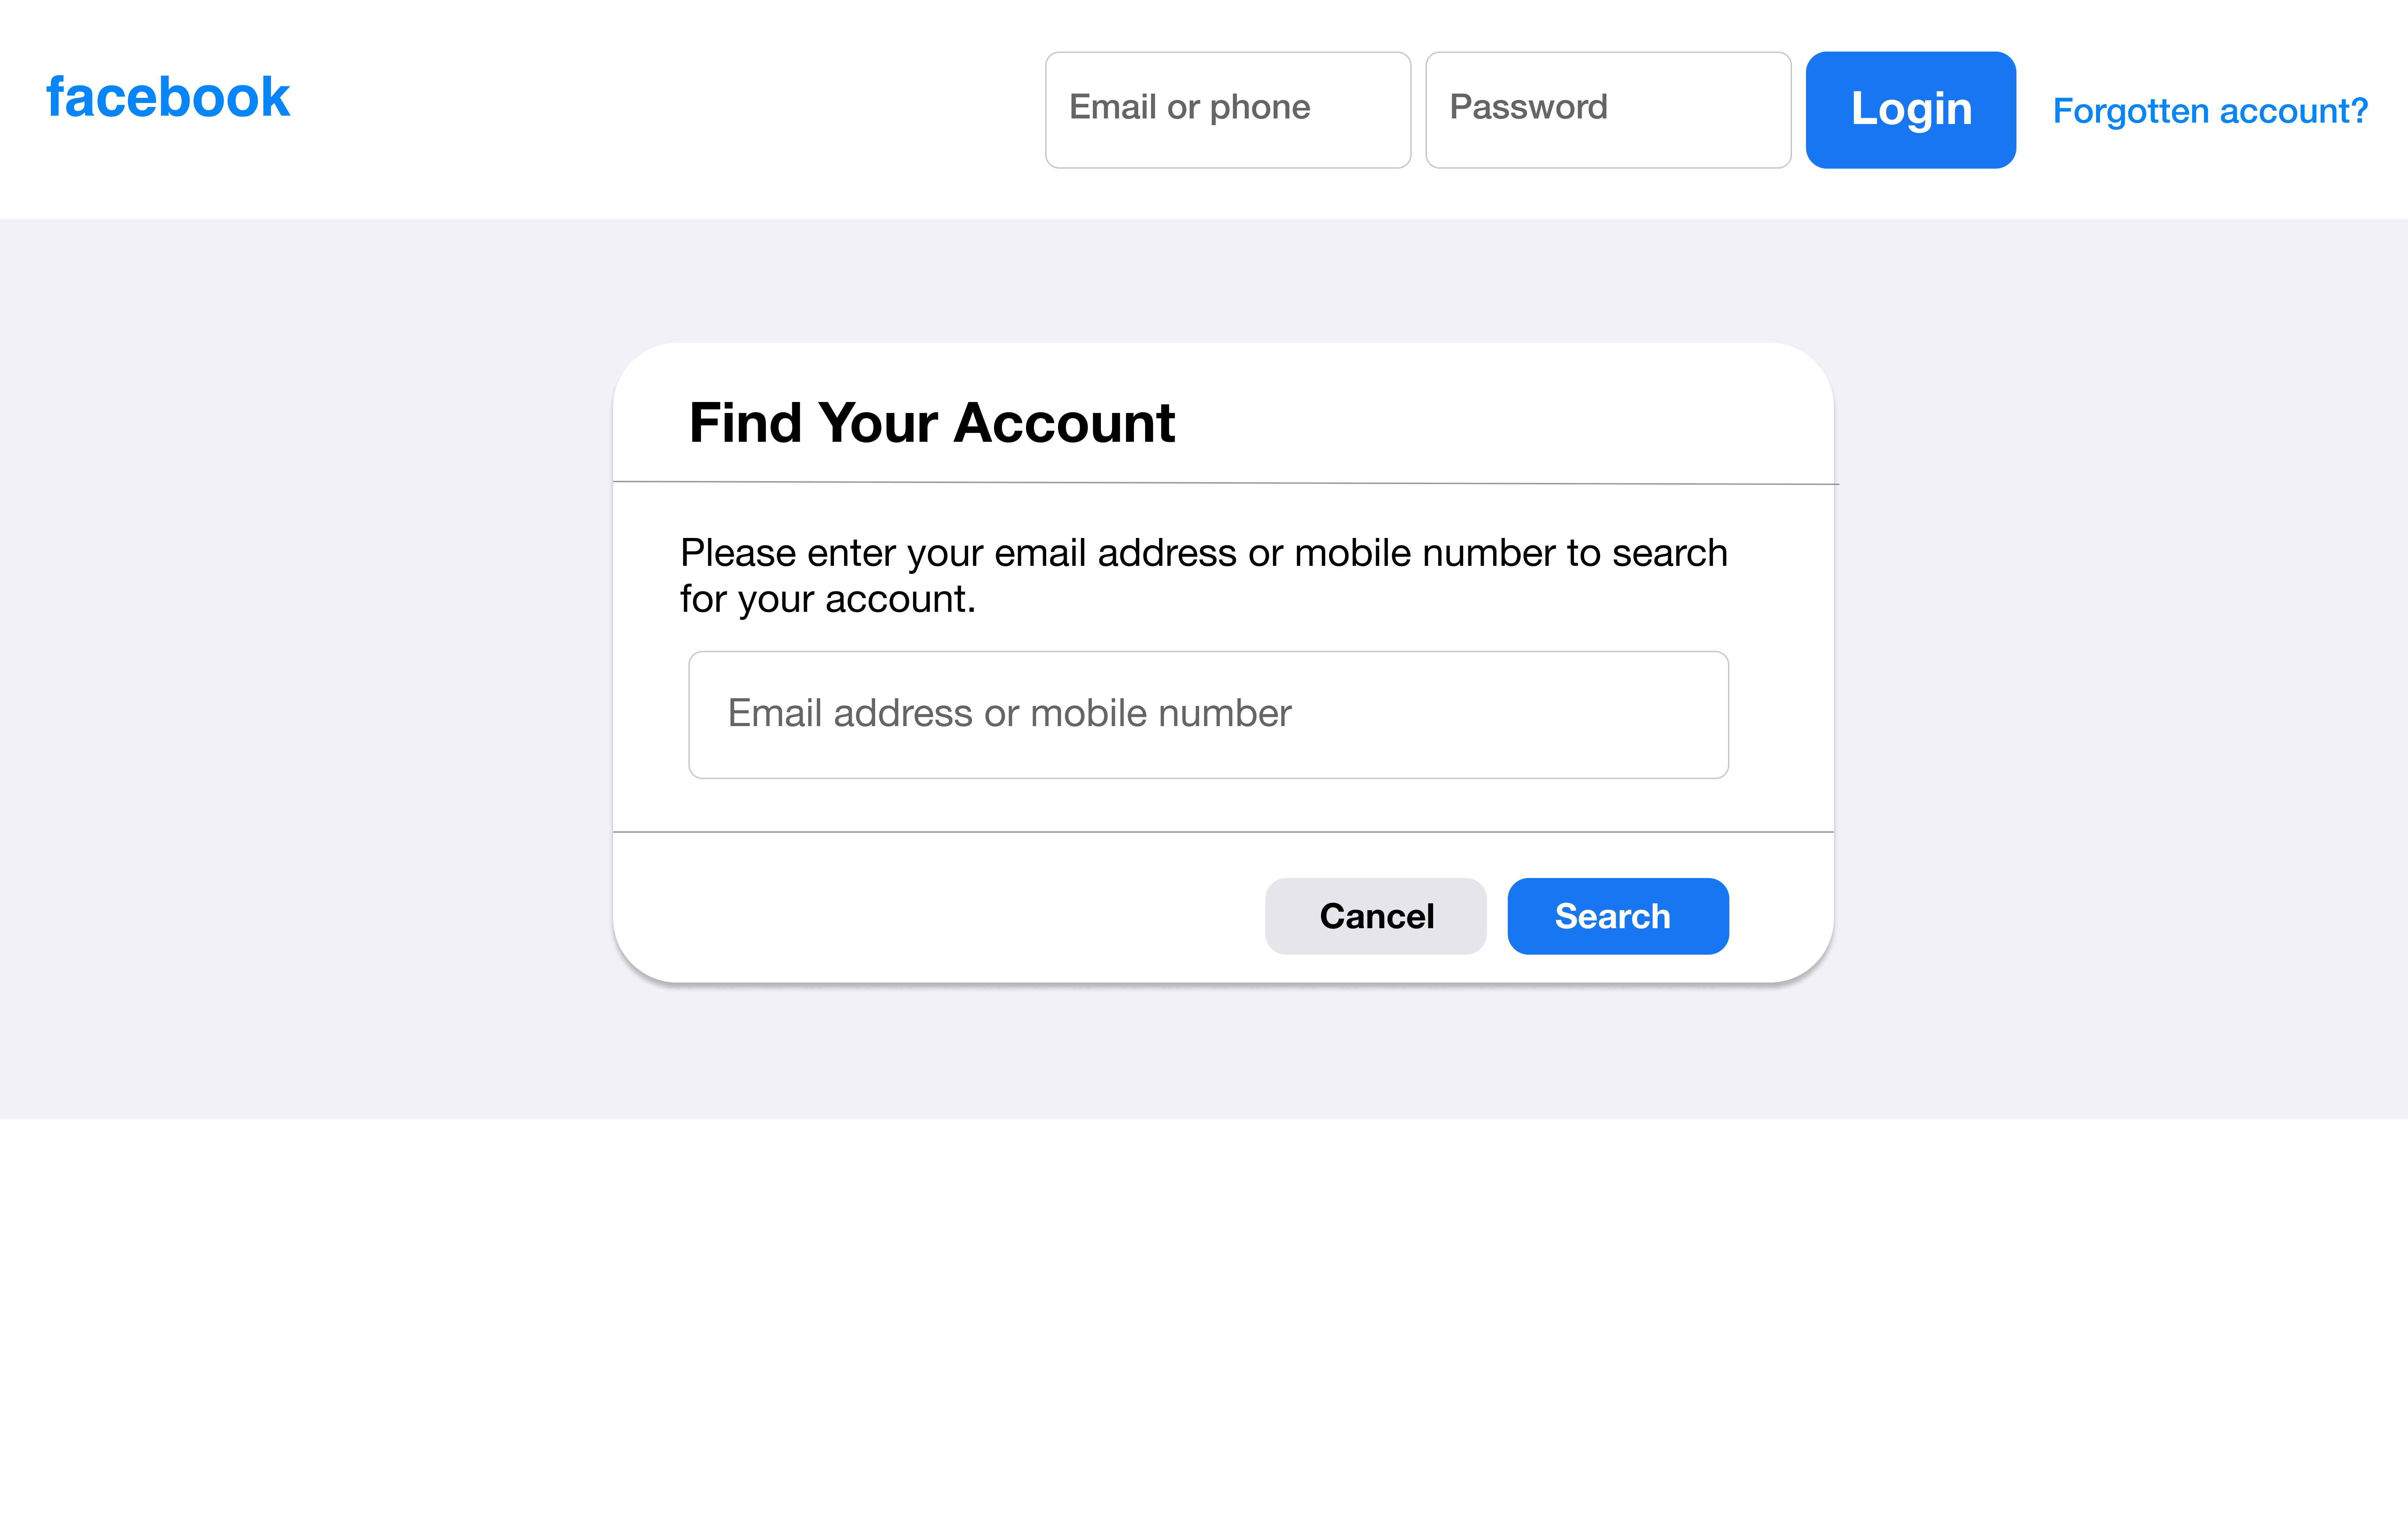 facebook
Email or phone
Password
Login
Forgotten account?
Find Your Account
Please enter your email address or mobile number to search
for your account.
Email address or mobile number
Cancel
Search